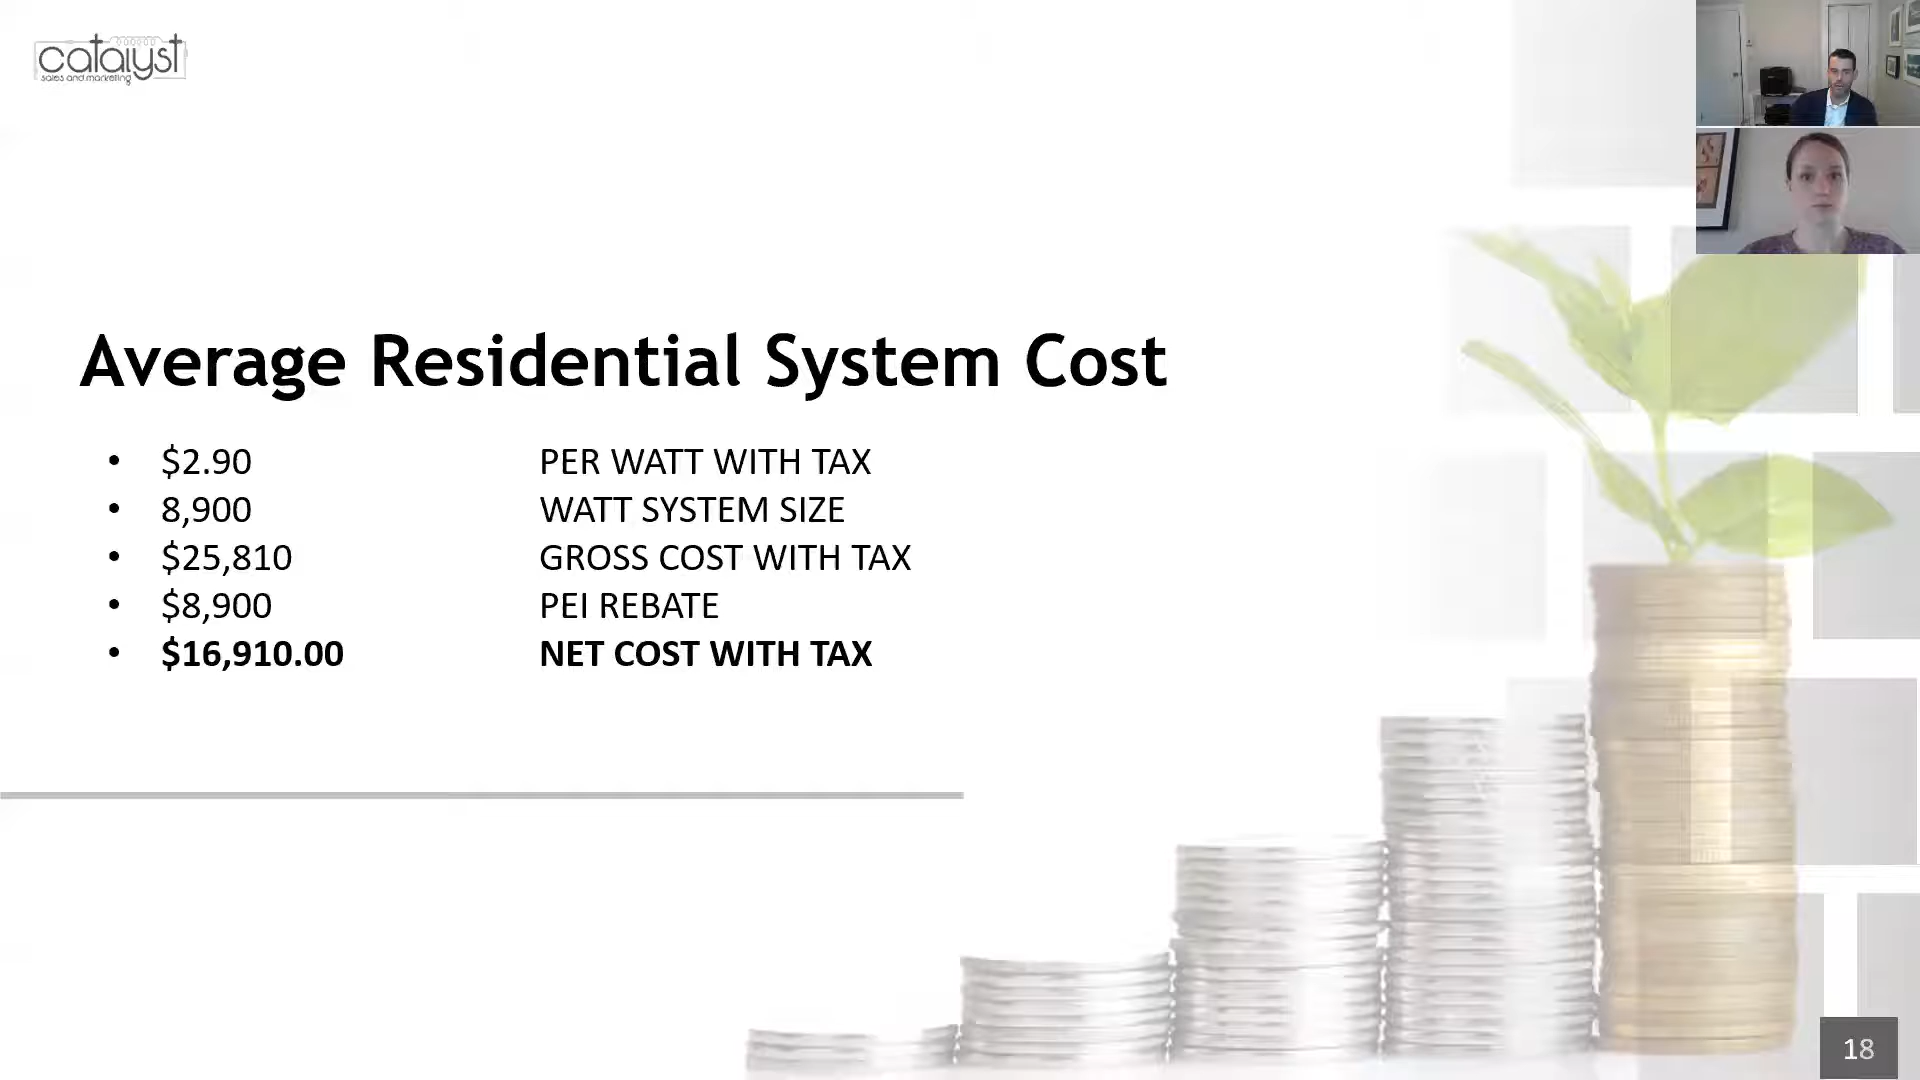 catalyst
sales and marketing
Average Residential System Cost
• $2.90 PER WATT WITH TAX
• 8,900 WATT SYSTEM SIZE
• $25,810 GROSS COST WITH TAX
• $8,900 PEI REBATE
• $16,910.00 NET COST WITH TAX
18